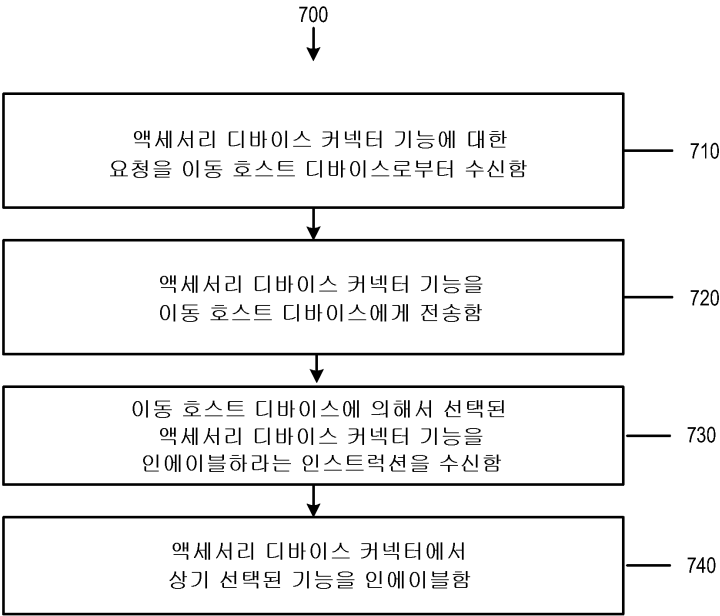 700
액세서리 디바이스 커넥터 기능에 대한
요청을 이동 호스트 디바이스로부터 수신함
710
액세서리 디바이스 커넥터 기능을
이동 호스트 디바이스에게 전송함
720
이동 호스트 디바이스에 의해서 선택된
액세서리 디바이스 커넥터 기능을
인에이블하라는 인스트럭션을 수신함
730
액세서리 디바이스 커넥터에서
상기 선택된 기능을 인에이블함
740